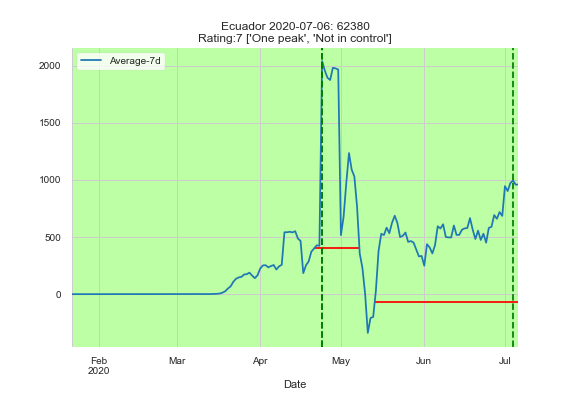 Ecuador 2020-07-06: 62380
Rating:7 ['One peak', 'Not in control']
Average-7d
2000
1500
1000
500
0
Feb
2020
Mar
Apr
May
Jun
Jul
Date